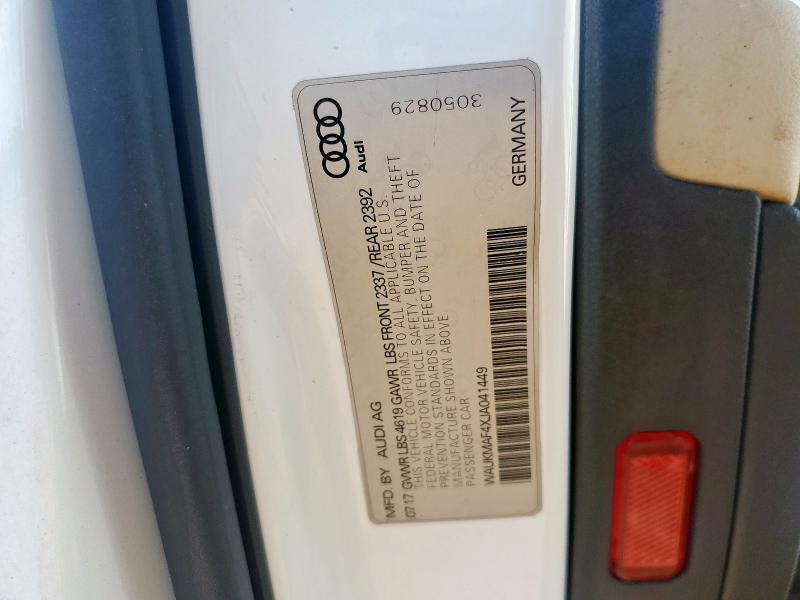 Audi
3050829
MFD. BY AUDI AG
GERMANY
07 17 GVWR LBS 4619 GAWR LBS FRONT 2337/REAR 2392
THIS VEHICLE CONFORMS TO ALL APPLICABLE U.S.
FEDERAL MOTOR VEHICLE SAFETY, BUMPER AND THEFT
PREVENTION STANDARDS IN EFFECT ON THE DATE OF
MANUFACTURE SHOWN ABOVE
PASSENGER CAR
WAUKMAF4XJA041449